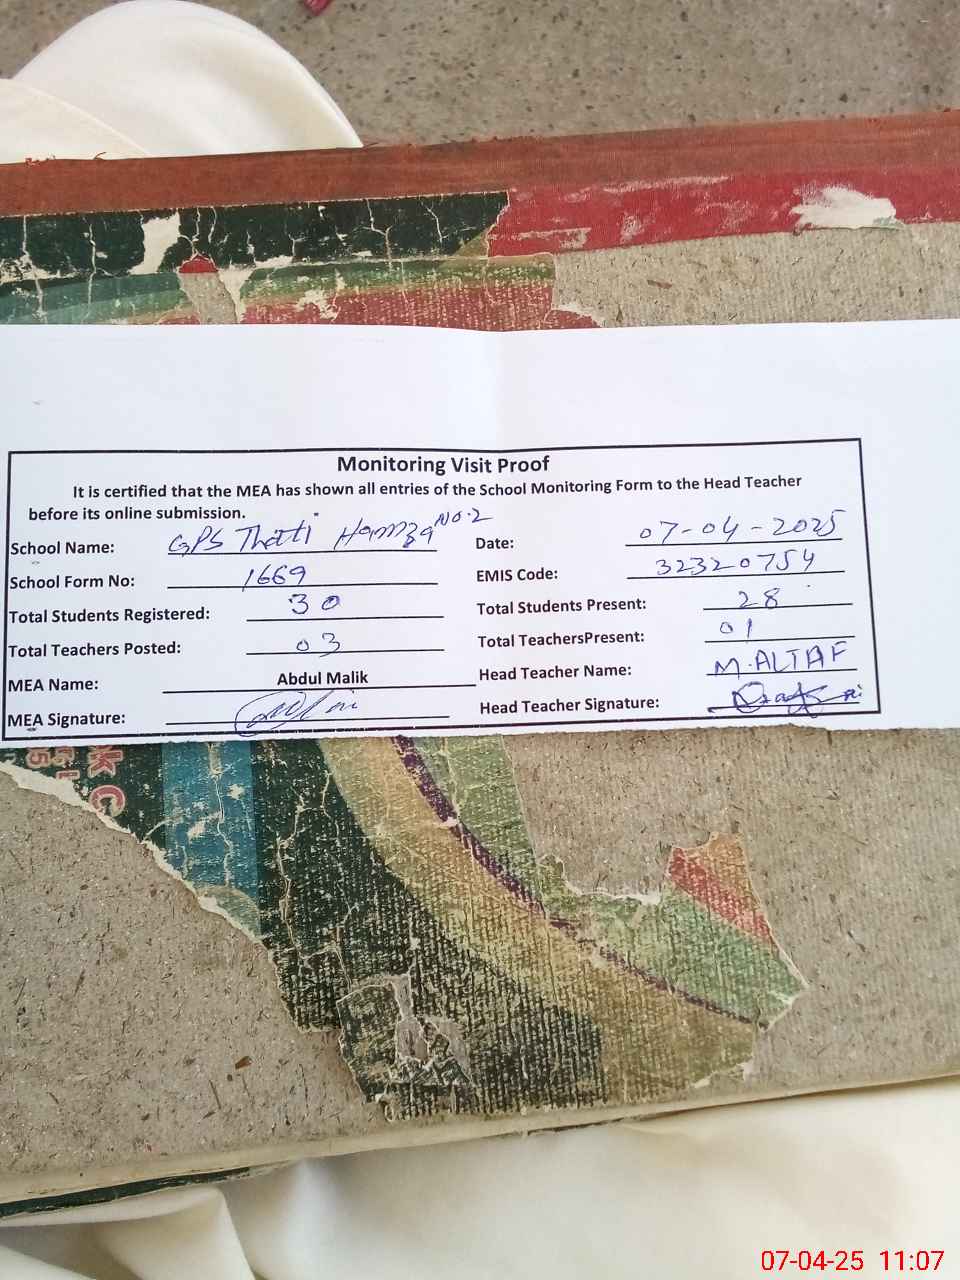 Monitoring Visit Proof
It is certified that the MEA has shown all entries of the School Monitoring Form to the Head Teacher
before its online submission.
School Name: GPS Thatti Hamza No.2 Date: 07-04-2025
School Form No: 1669 EMIS Code: 32320754
Total Students Registered: 30 Total Students Present: 28
Total Teachers Posted: 03 Total TeachersPresent: 01
MEA Name: Abdul Malik Head Teacher Name: M.ALTAF
MEA Signature: Head Teacher Signature:
k C
07-04-25 11:07